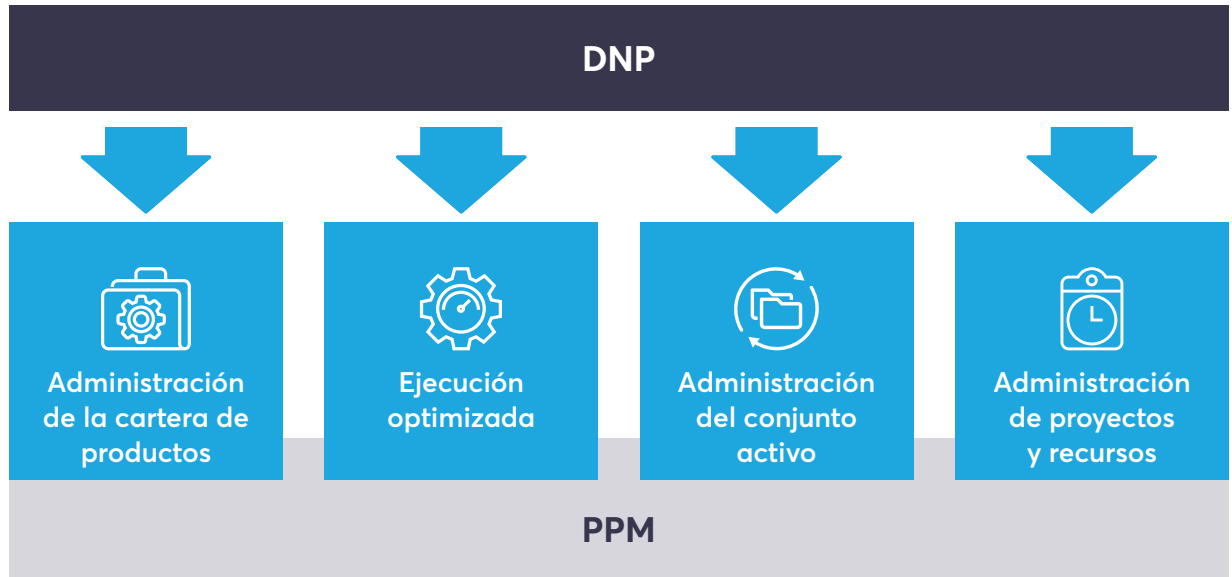 DNP
Administración
de la cartera de
productos
Ejecución
optimizada
Administración
del conjunto
activo
Administración
de proyectos
y recursos
PPM